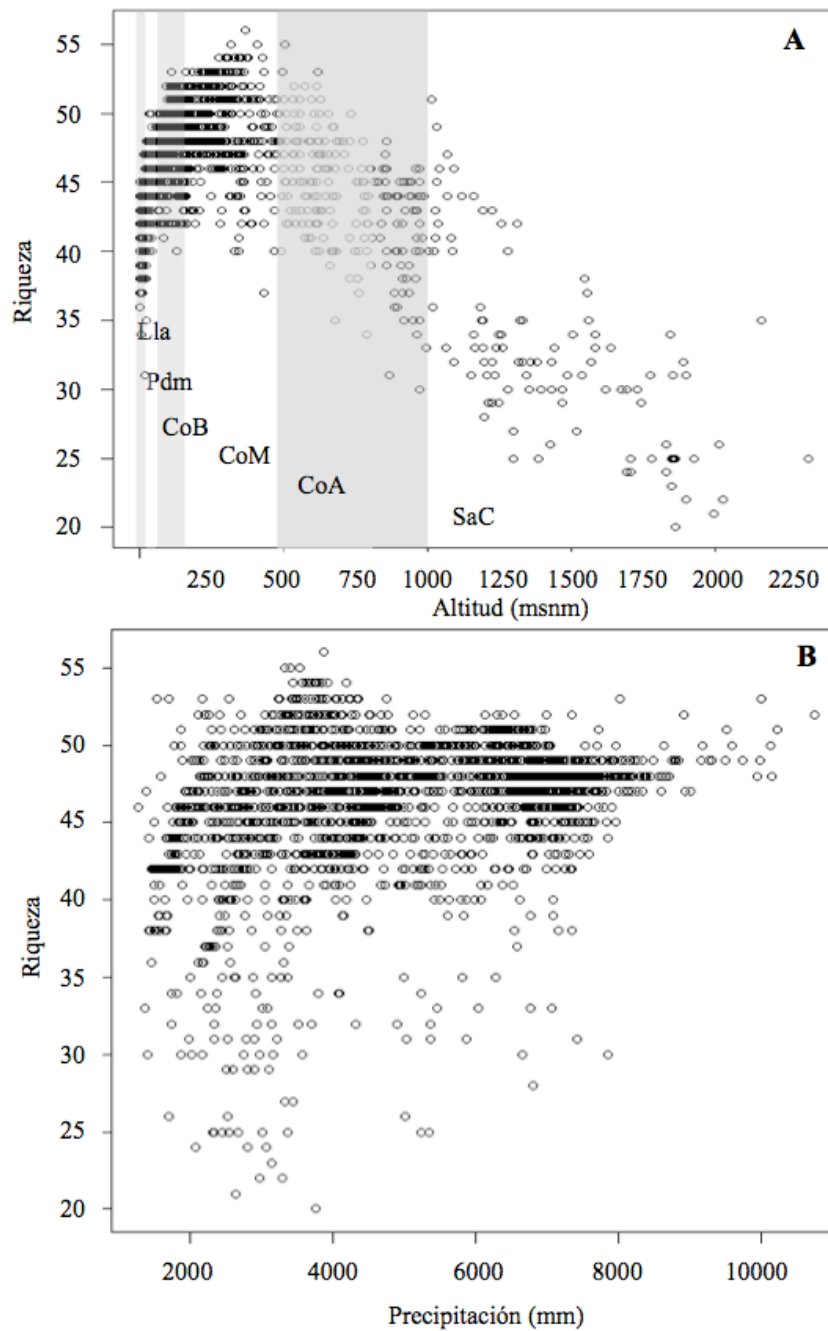 A
55
50
45
40
35
30
25
20
Riqueza
Lla
Pdm
CoB
CoM
CoA
SaC
250 500 750 1000 1250 1500 1750 2000 2250
Altitud (msnm)
B
55
50
45
40
35
30
25
20
Riqueza
2000 4000 6000 8000 10000
Precipitación (mm)